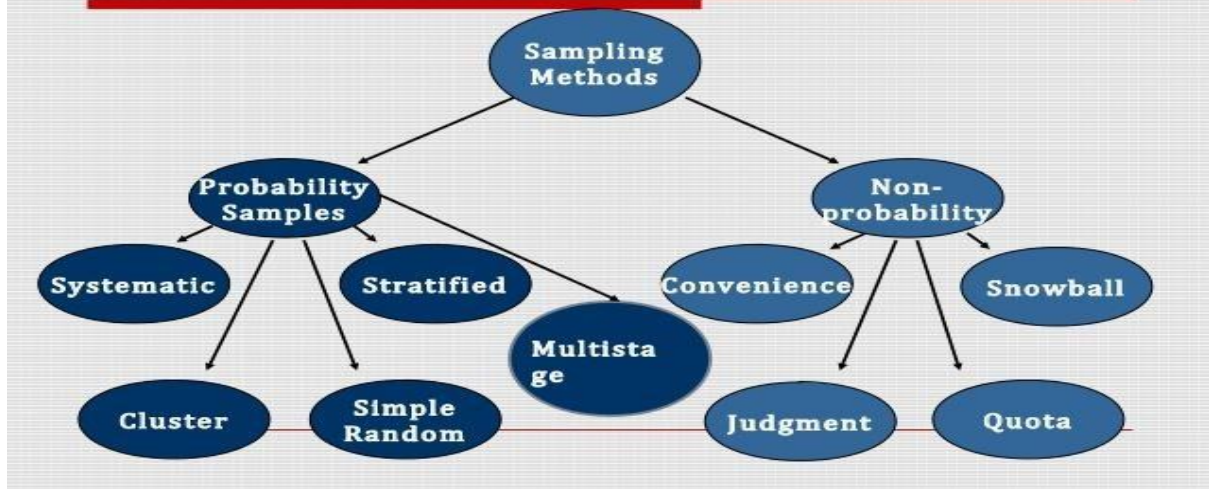 Sampling
Methods
Probability
Samples
Non-
probability
Systematic
Stratified
Convenience
Snowball
Multista
ge
Cluster
Simple
Random
Judgment
Quota